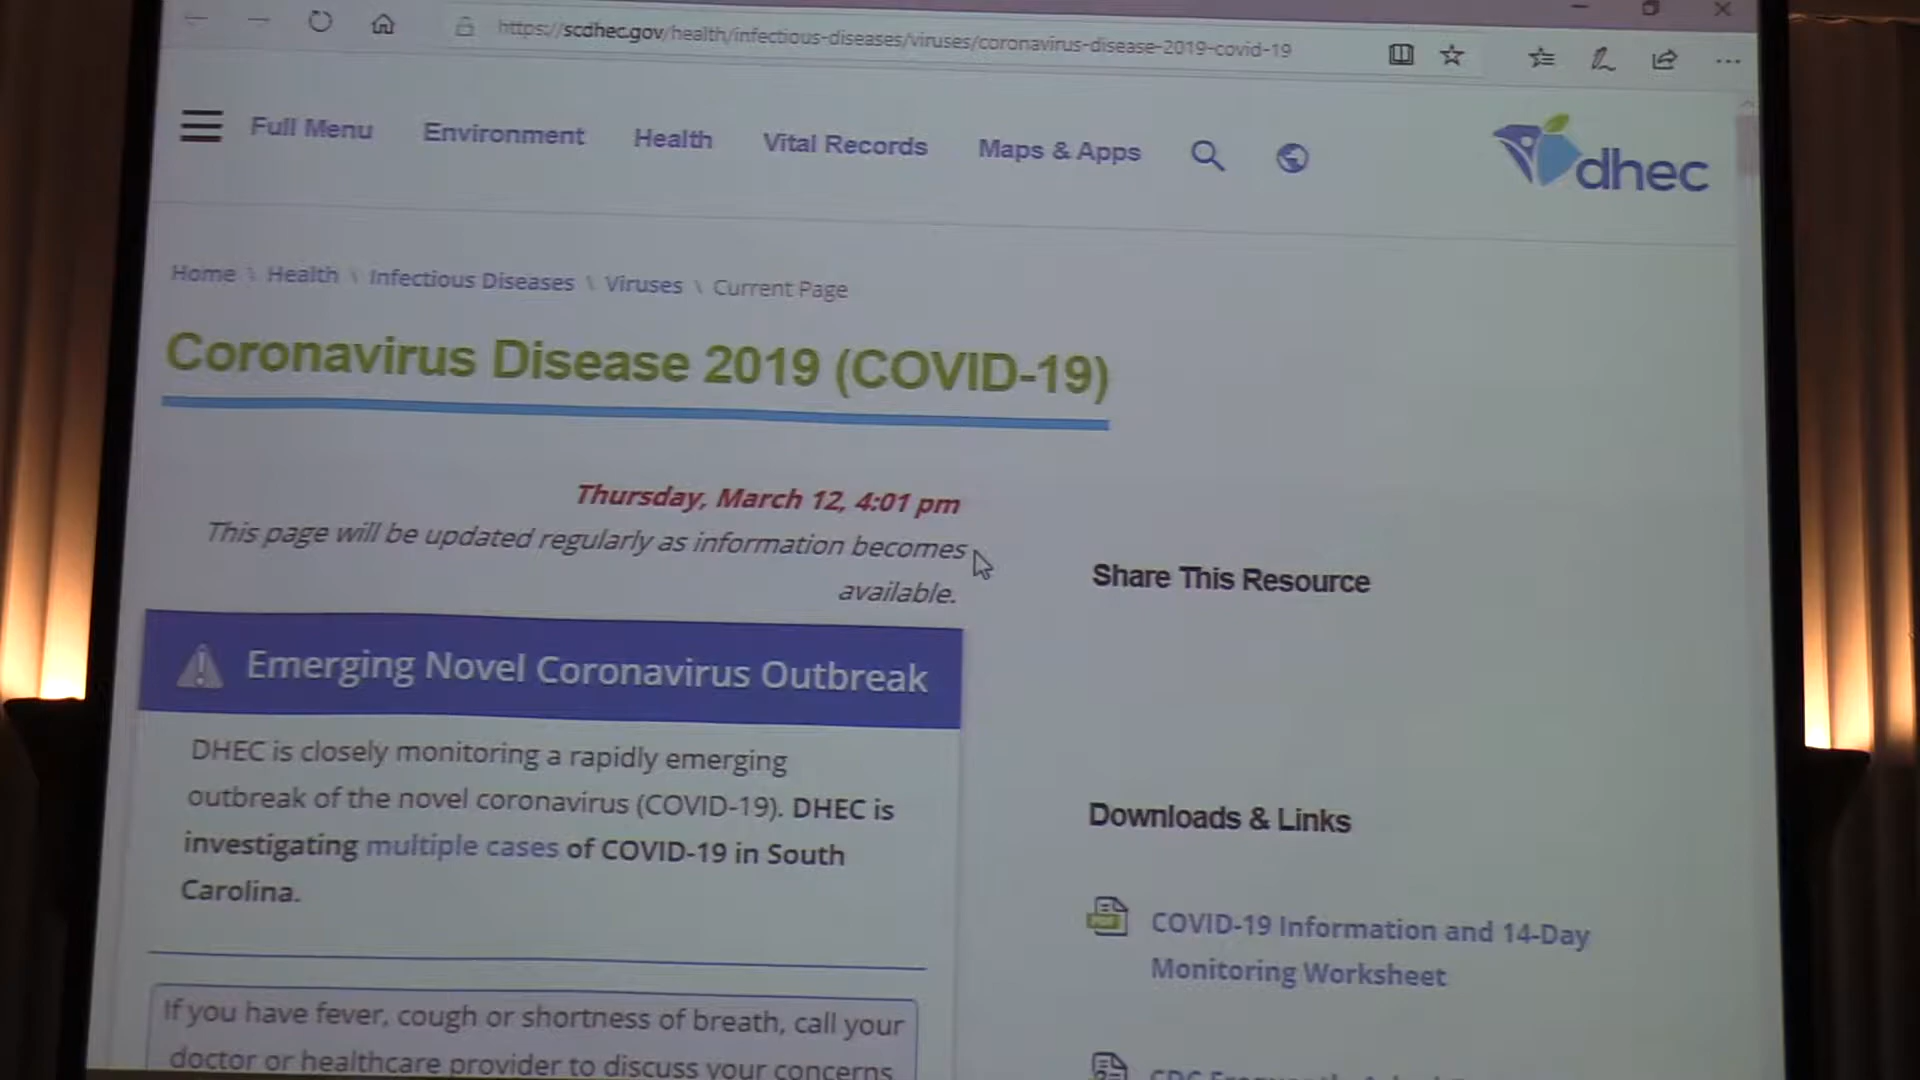 https://scdhec.gov/health/infectious-diseases/viruses/coronavirus-disease-2019-covid-19
Full Menu Environment Health Vital Records Maps & Apps
dhec
Home \ Health \ Infectious Diseases \ Viruses \ Current Page
Coronavirus Disease 2019 (COVID-19)
Thursday, March 12, 4:01 pm
This page will be updated regularly as information becomes
available.
Share This Resource
Emerging Novel Coronavirus Outbreak
DHEC is closely monitoring a rapidly emerging
outbreak of the novel coronavirus (COVID-19). DHEC is
investigating multiple cases of COVID-19 in South
Carolina.
Downloads & Links
PDF
COVID-19 Information and 14-Day
Monitoring Worksheet
If you have fever, cough or shortness of breath, call your
doctor or healthcare provider to discuss your concerns